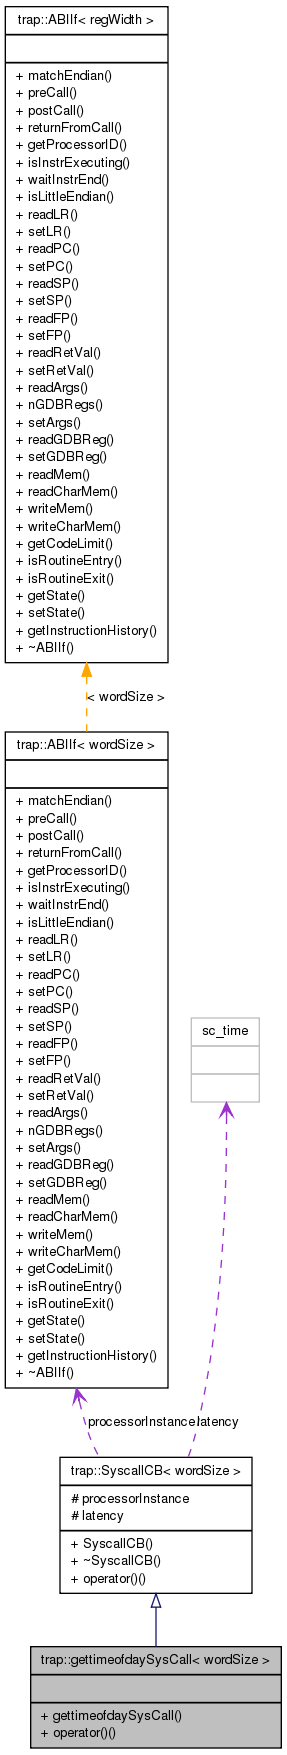 trap::ABIIf< regWidth >
+ matchEndian()
+ preCall()
+ postCall()
+ returnFromCall()
+ getProcessorID()
+ isInstrExecuting()
+ waitInstrEnd()
+ isLittleEndian()
+ readLR()
+ setLR()
+ readPC()
+ setPC()
+ readSP()
+ setSP()
+ readFP()
+ setFP()
+ readRetVal()
+ setRetVal()
+ readArgs()
+ nGDBRegs()
+ setArgs()
+ readGDBReg()
+ setGDBReg()
+ readMem()
+ readCharMem()
+ writeMem()
+ writeCharMem()
+ getCodeLimit()
+ isRoutineEntry()
+ isRoutineExit()
+ getState()
+ setState()
+ getInstructionHistory()
+ ~ABIIf()
< wordSize >
trap::ABIIf< wordSize >
+ matchEndian()
+ preCall()
+ postCall()
+ returnFromCall()
+ getProcessorID()
+ isInstrExecuting()
+ waitInstrEnd()
+ isLittleEndian()
+ readLR()
+ setLR()
+ readPC()
+ setPC()
+ readSP()
+ setSP()
+ readFP()
+ setFP()
+ readRetVal()
+ setRetVal()
+ readArgs()
+ nGDBRegs()
+ setArgs()
+ readGDBReg()
+ setGDBReg()
+ readMem()
+ readCharMem()
+ writeMem()
+ writeCharMem()
+ getCodeLimit()
+ isRoutineEntry()
+ isRoutineExit()
+ getState()
+ setState()
+ getInstructionHistory()
+ ~ABIIf()
sc_time
processorInstance
latency
trap::SyscallCB< wordSize >
# processorInstance
# latency
+ SyscallCB()
+ ~SyscallCB()
+ operator()()
trap::gettimeofdaySysCall< wordSize >
+ gettimeofdaySysCall()
+ operator()()